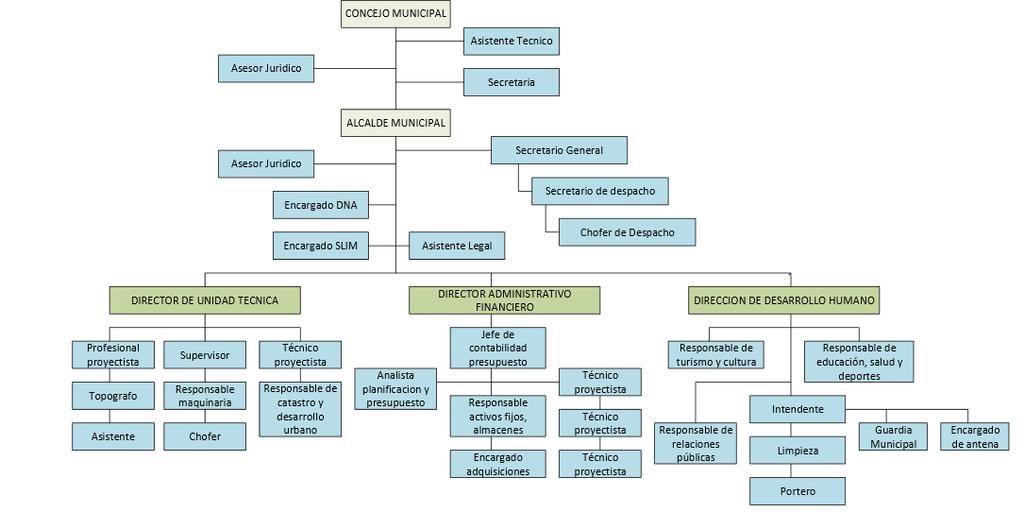 CONCEJO MUNICIPAL
Asistente Tecnico
Asesor Juridico
Secretaria
ALCALDE MUNICIPAL
Secretario General
Asesor Juridico
Secretario de despacho
Encargado DNA
Chofer de Despacho
Encargado SLIM
Asistente Legal
DIRECTOR DE UNIDAD TECNICA
DIRECTOR ADMINISTRATIVO
FINANCIERO
DIRECCION DE DESARROLLO HUMANO
Profesional
proyectista
Supervisor
Técnico
proyectista
Topografo
Responsable
maquinaria
Responsable de
catastro y
desarrollo
urbano
Asistente
Chofer
Jefe de
contabilidad
presupuesto
Analista
planificacion y
presupuesto
Técnico
proyectista
Responsable
activos fijos,
almacenes
Técnico
proyectista
Encargado
adquisiciones
Técnico
proyectista
Responsable de
turismo y cultura
Responsable de
educación, salud y
deportes
Intendente
Responsable de
relaciones
públicas
Guardia
Municipal
Encargado
de antena
Limpieza
Portero